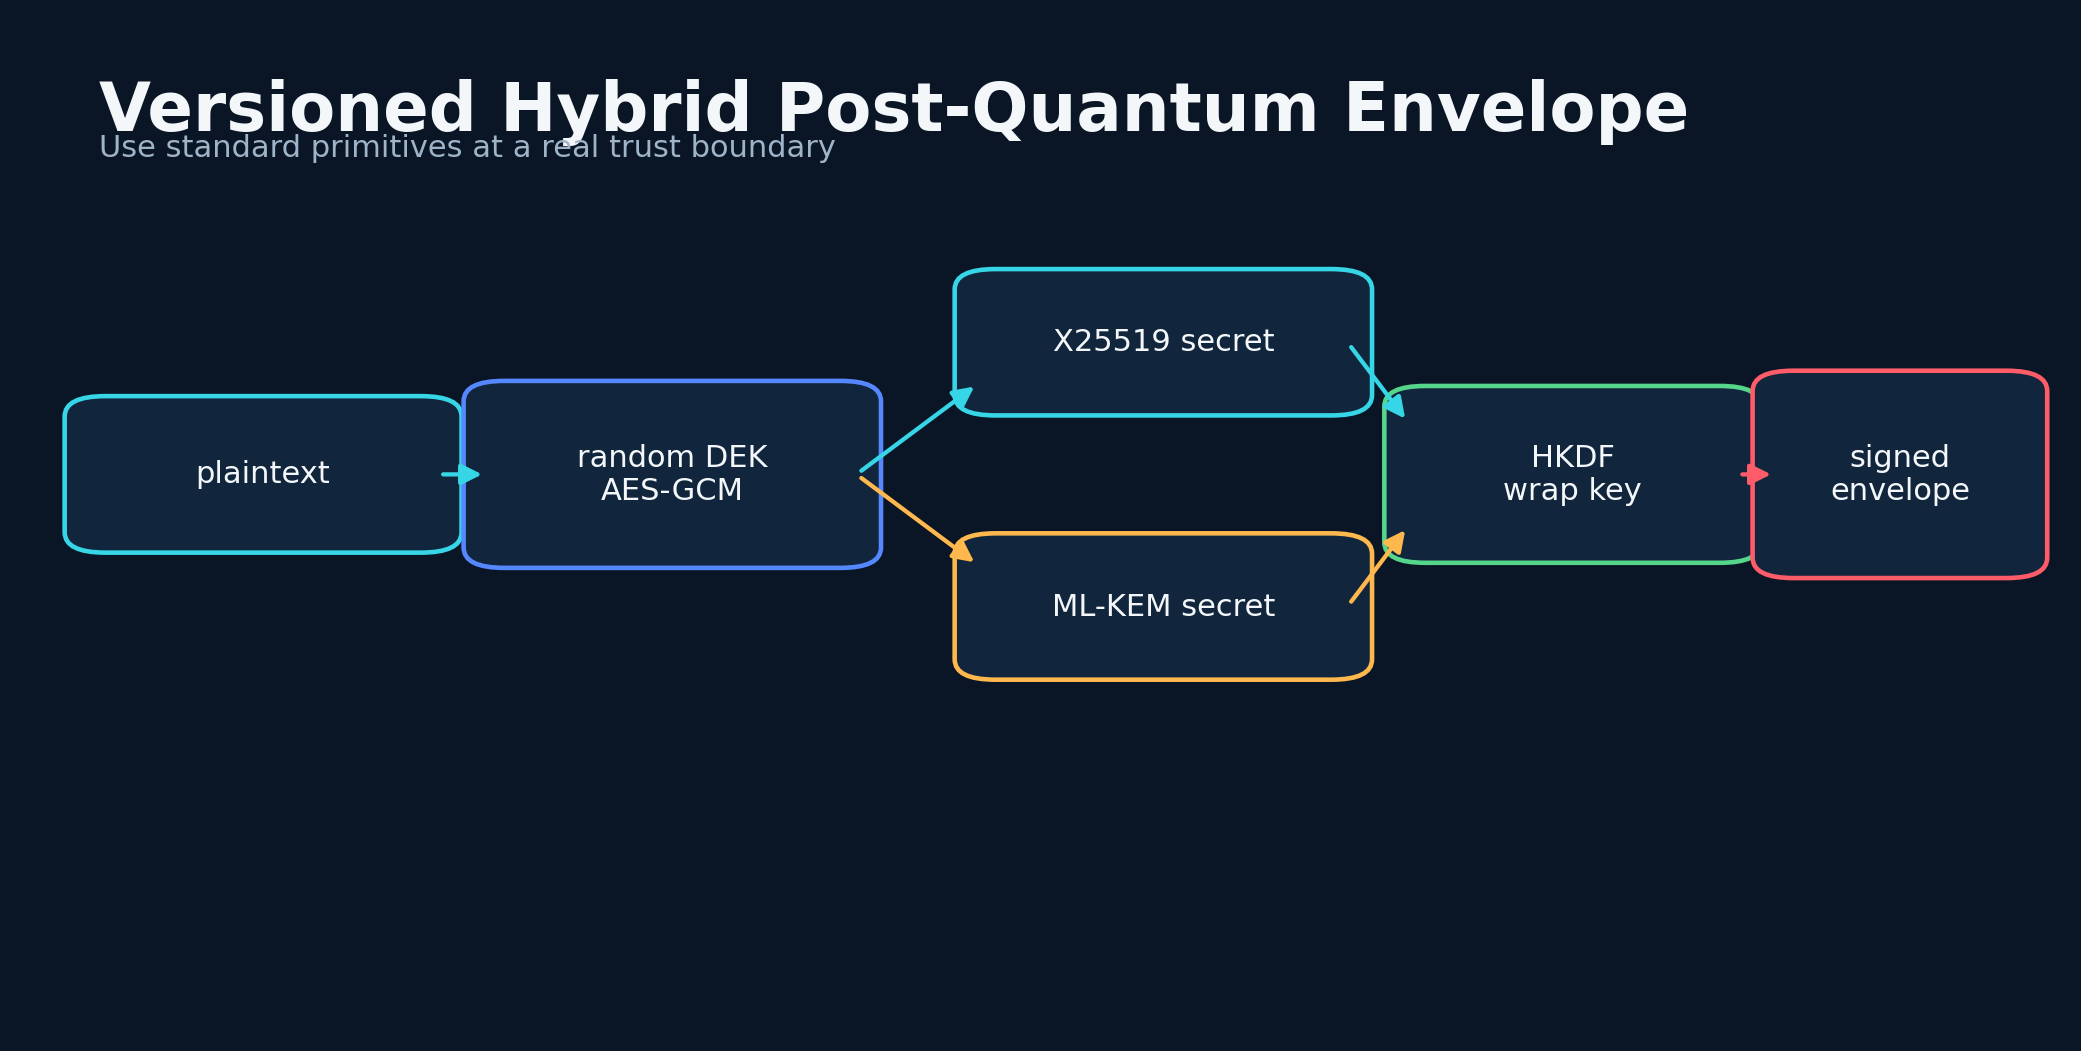 Versioned Hybrid Post-Quantum Envelope
Use standard primitives at a real trust boundary
plaintext
random DEK
AES-GCM
X25519 secret
ML-KEM secret
HKDF
wrap key
signed
envelope